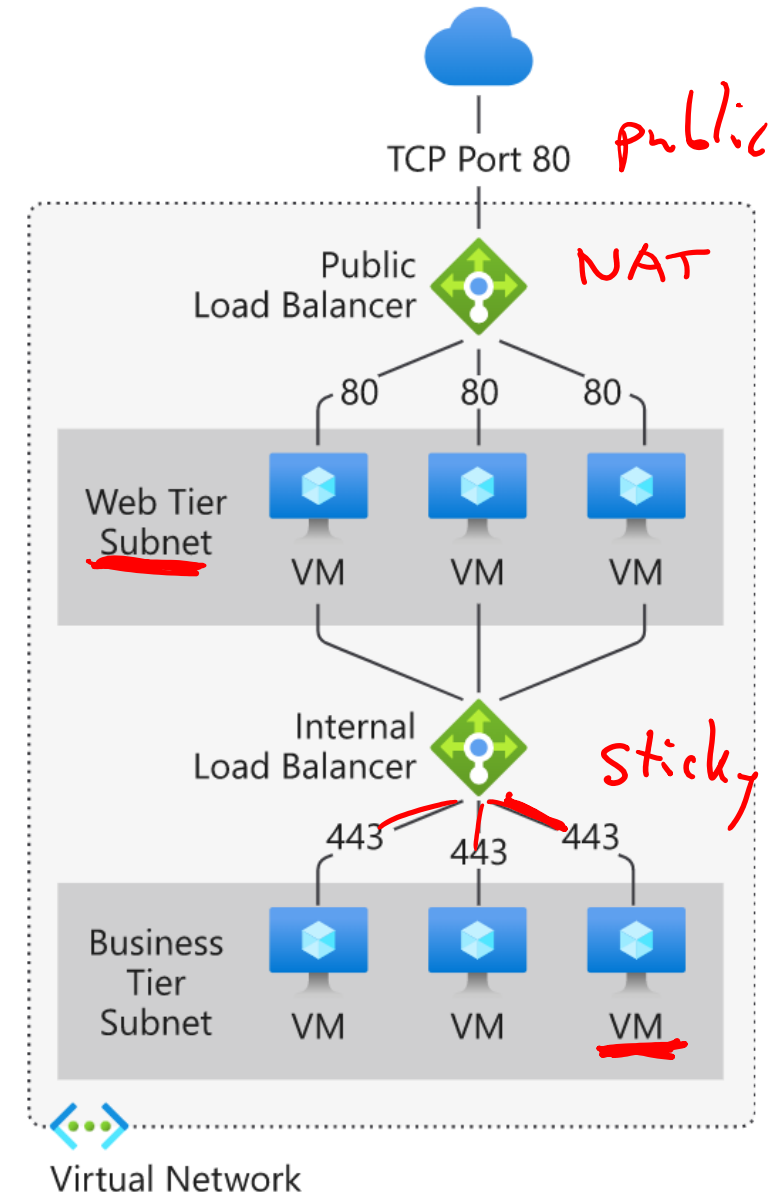 TCP Port 80
public
Public
Load Balancer
NAT
80
80
80
Web Tier
Subnet
VM
VM
VM
Internal
Load Balancer
sticky
443
443
443
Business
Tier
Subnet
VM
VM
VM
Virtual Network